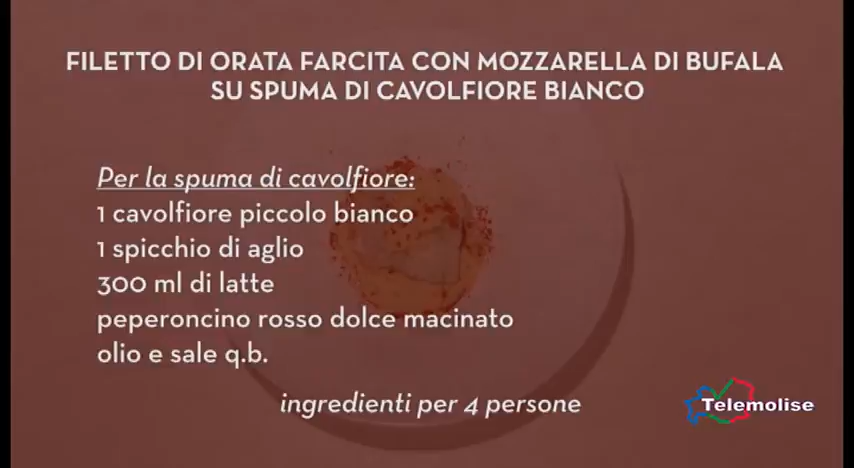 FILETTO DI ORATA FARCITA CON MOZZARELLA DI BUFALA
SU SPUMA DI CAVOLFIORE BIANCO
Per la spuma di cavolfiore:
1 cavolfiore piccolo bianco
1 spicchio di aglio
300 ml di latte
peperoncino rosso dolce macinato
olio e sale q.b.
ingredienti per 4 persone
Telemolise